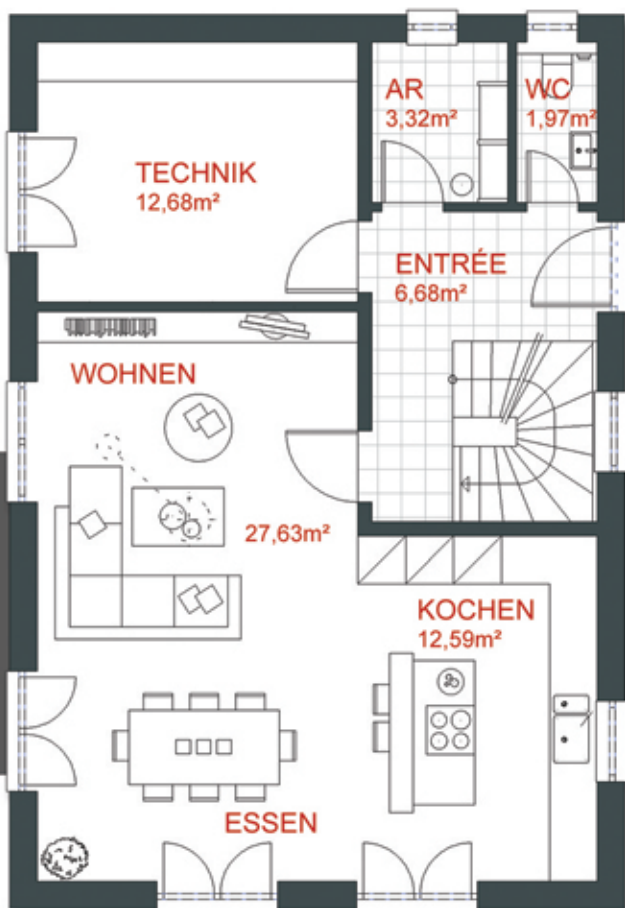 AR
3,32m²
WC
1,97m²
TECHNIK
12,68m²
ENTRÉE
6,68m²
WOHNEN
27,63m²
KOCHEN
12,59m²
ESSEN